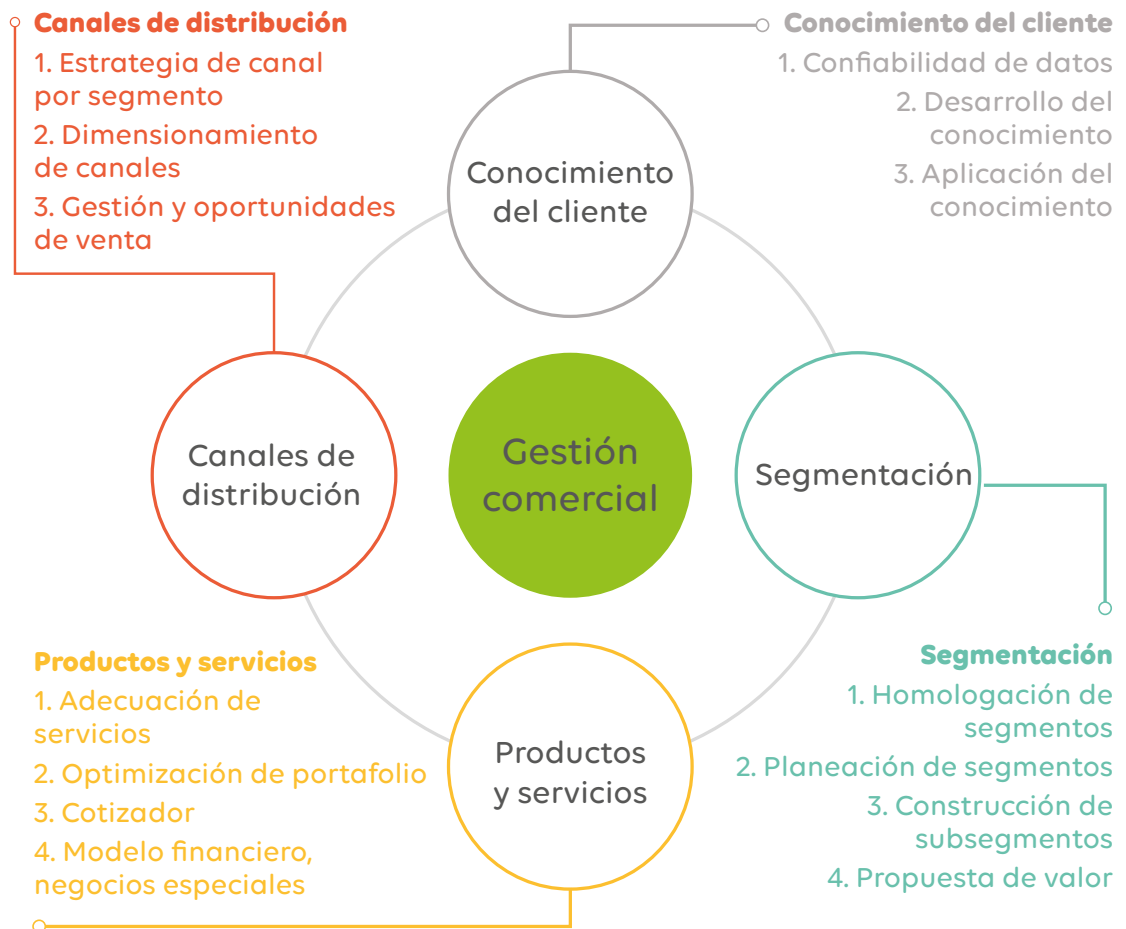 Canales de distribución
1. Estrategia de canal
por segmento
2. Dimensionamiento
de canales
3. Gestión y oportunidades
de venta
Conocimiento del cliente
1. Confiabilidad de datos
2. Desarrollo del
conocimiento
3. Aplicación del
conocimiento
Conocimiento
del cliente
Canales de
distribución
Gestión
comercial
Segmentación
Productos
y servicios
Productos y servicios
1. Adecuación de
servicios
2. Optimización de portafolio
3. Cotizador
4. Modelo financiero,
negocios especiales
Segmentación
1. Homologación de
segmentos
2. Planeación de segmentos
3. Construcción de
subsegmentos
4. Propuesta de valor